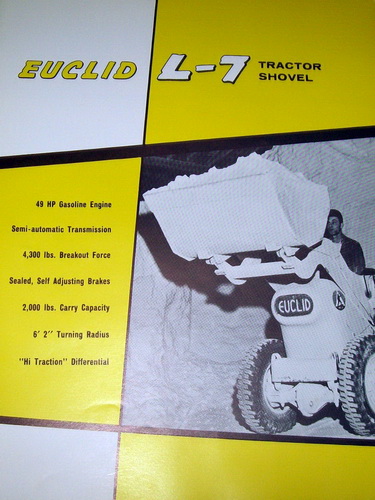 EUCLID L-7 TRACTOR
SHOVEL
49 HP Gasoline Engine
Semi-automatic Transmission
4,300 lbs. Breakout Force
Sealed, Self Adjusting Brakes
2,000 lbs. Carry Capacity
6' 2" Turning Radius
"Hi Traction" Differential
EUCLID